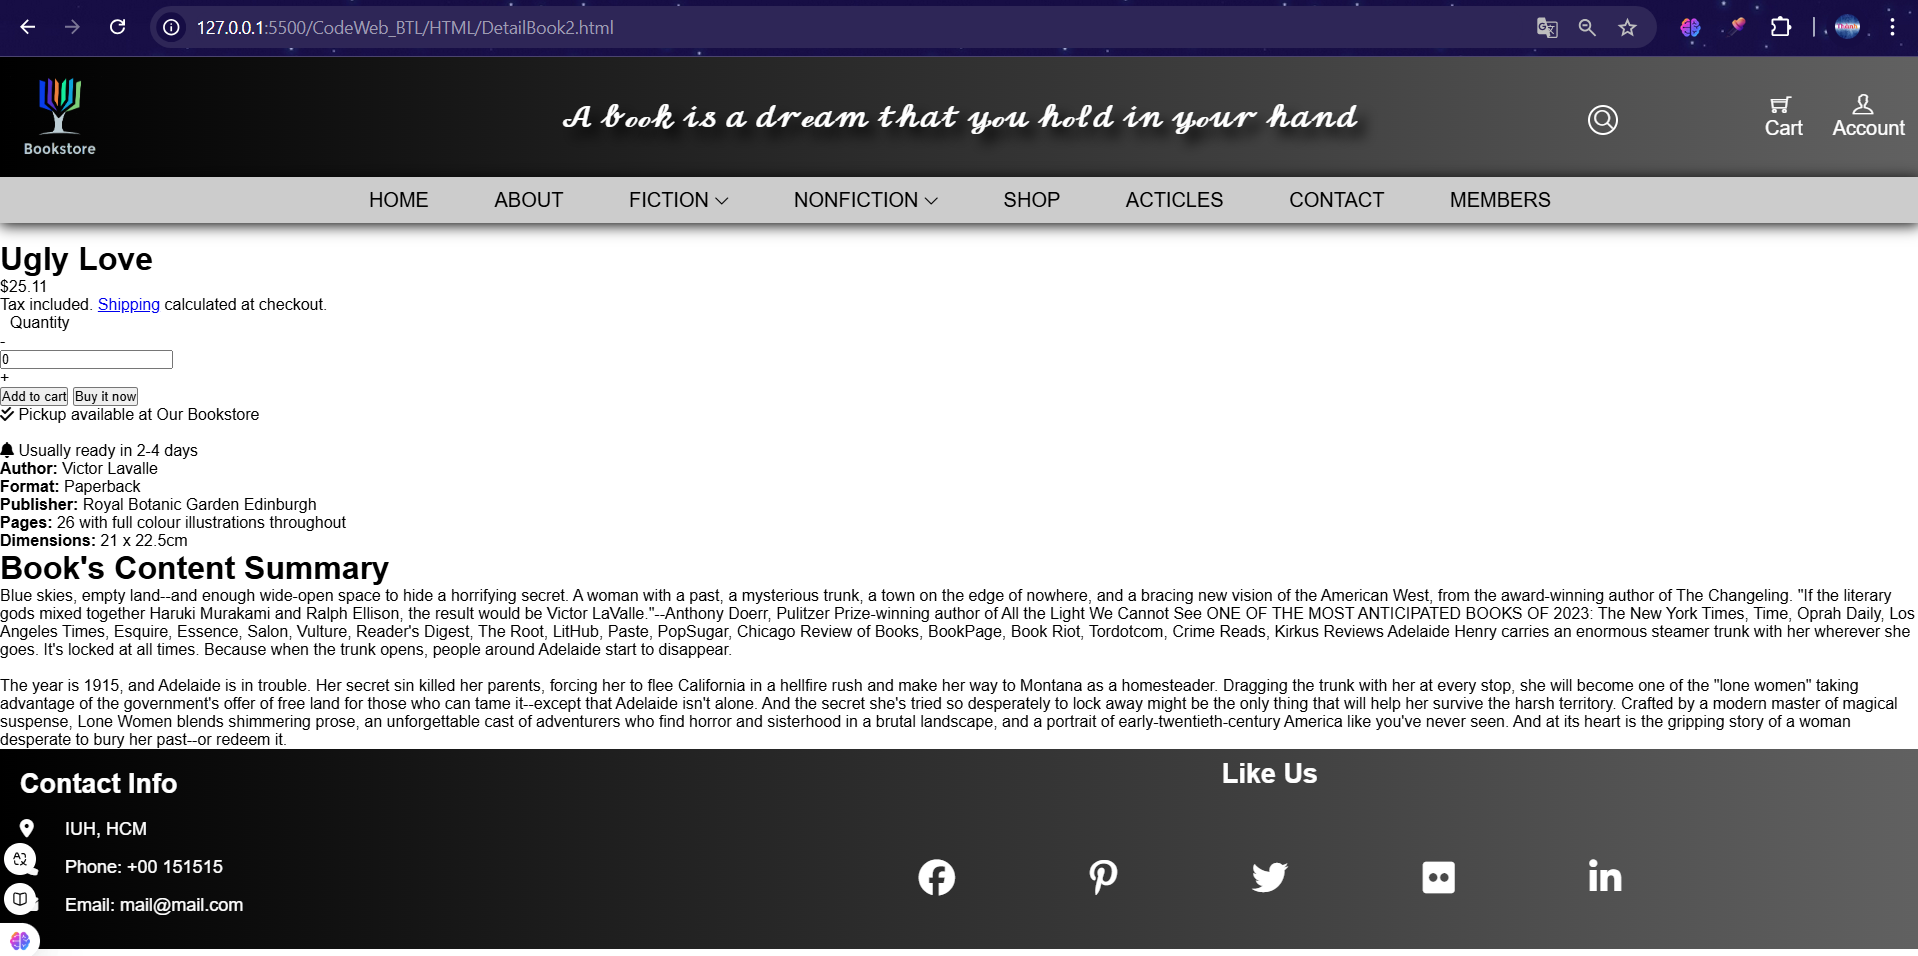 127.0.0.1:5500/CodeWeb_BTL/HTML/DetailBook2.html
Bookstore
A book is a dream that you hold in your hand
Cart
Account
HOME
ABOUT
FICTION
NONFICTION
SHOP
ACTICLES
CONTACT
MEMBERS
Ugly Love
$25.11
Tax included. Shipping calculated at checkout.
Quantity
-
0
+
Add to cart
Buy it now
Pickup available at Our Bookstore
Usually ready in 2-4 days
Author: Victor Lavalle
Format: Paperback
Publisher: Royal Botanic Garden Edinburgh
Pages: 26 with full colour illustrations throughout
Dimensions: 21 x 22.5cm
Book's Content Summary
Blue skies, empty land--and enough wide-open space to hide a horrifying secret. A woman with a past, a mysterious trunk, a town on the edge of nowhere, and a bracing new vision of the American West, from the award-winning author of The Changeling. "If the literary
gods mixed together Haruki Murakami and Ralph Ellison, the result would be Victor LaValle."--Anthony Doerr, Pulitzer Prize-winning author of All the Light We Cannot See ONE OF THE MOST ANTICIPATED BOOKS OF 2023: The New York Times, Time, Oprah Daily, Los
Angeles Times, Esquire, Essence, Salon, Vulture, Reader's Digest, The Root, LitHub, Paste, PopSugar, Chicago Review of Books, BookPage, Book Riot, Tordotcom, Crime Reads, Kirkus Reviews Adelaide Henry carries an enormous steamer trunk with her wherever she
goes. It's locked at all times. Because when the trunk opens, people around Adelaide start to disappear.
The year is 1915, and Adelaide is in trouble. Her secret sin killed her parents, forcing her to flee California in a hellfire rush and make her way to Montana as a homesteader. Dragging the trunk with her at every stop, she will become one of the "lone women" taking
advantage of the government's offer of free land for those who can tame it--except that Adelaide isn't alone. And the secret she's tried so desperately to lock away might be the only thing that will help her survive the harsh territory. Crafted by a modern master of magical
suspense, Lone Women blends shimmering prose, an unforgettable cast of adventurers who find horror and sisterhood in a brutal landscape, and a portrait of early-twentieth-century America like you've never seen. And at its heart is the gripping story of a woman
desperate to bury her past--or redeem it.
Contact Info
IUH, HCM
Phone: +00 151515
Email: mail@mail.com
Like Us